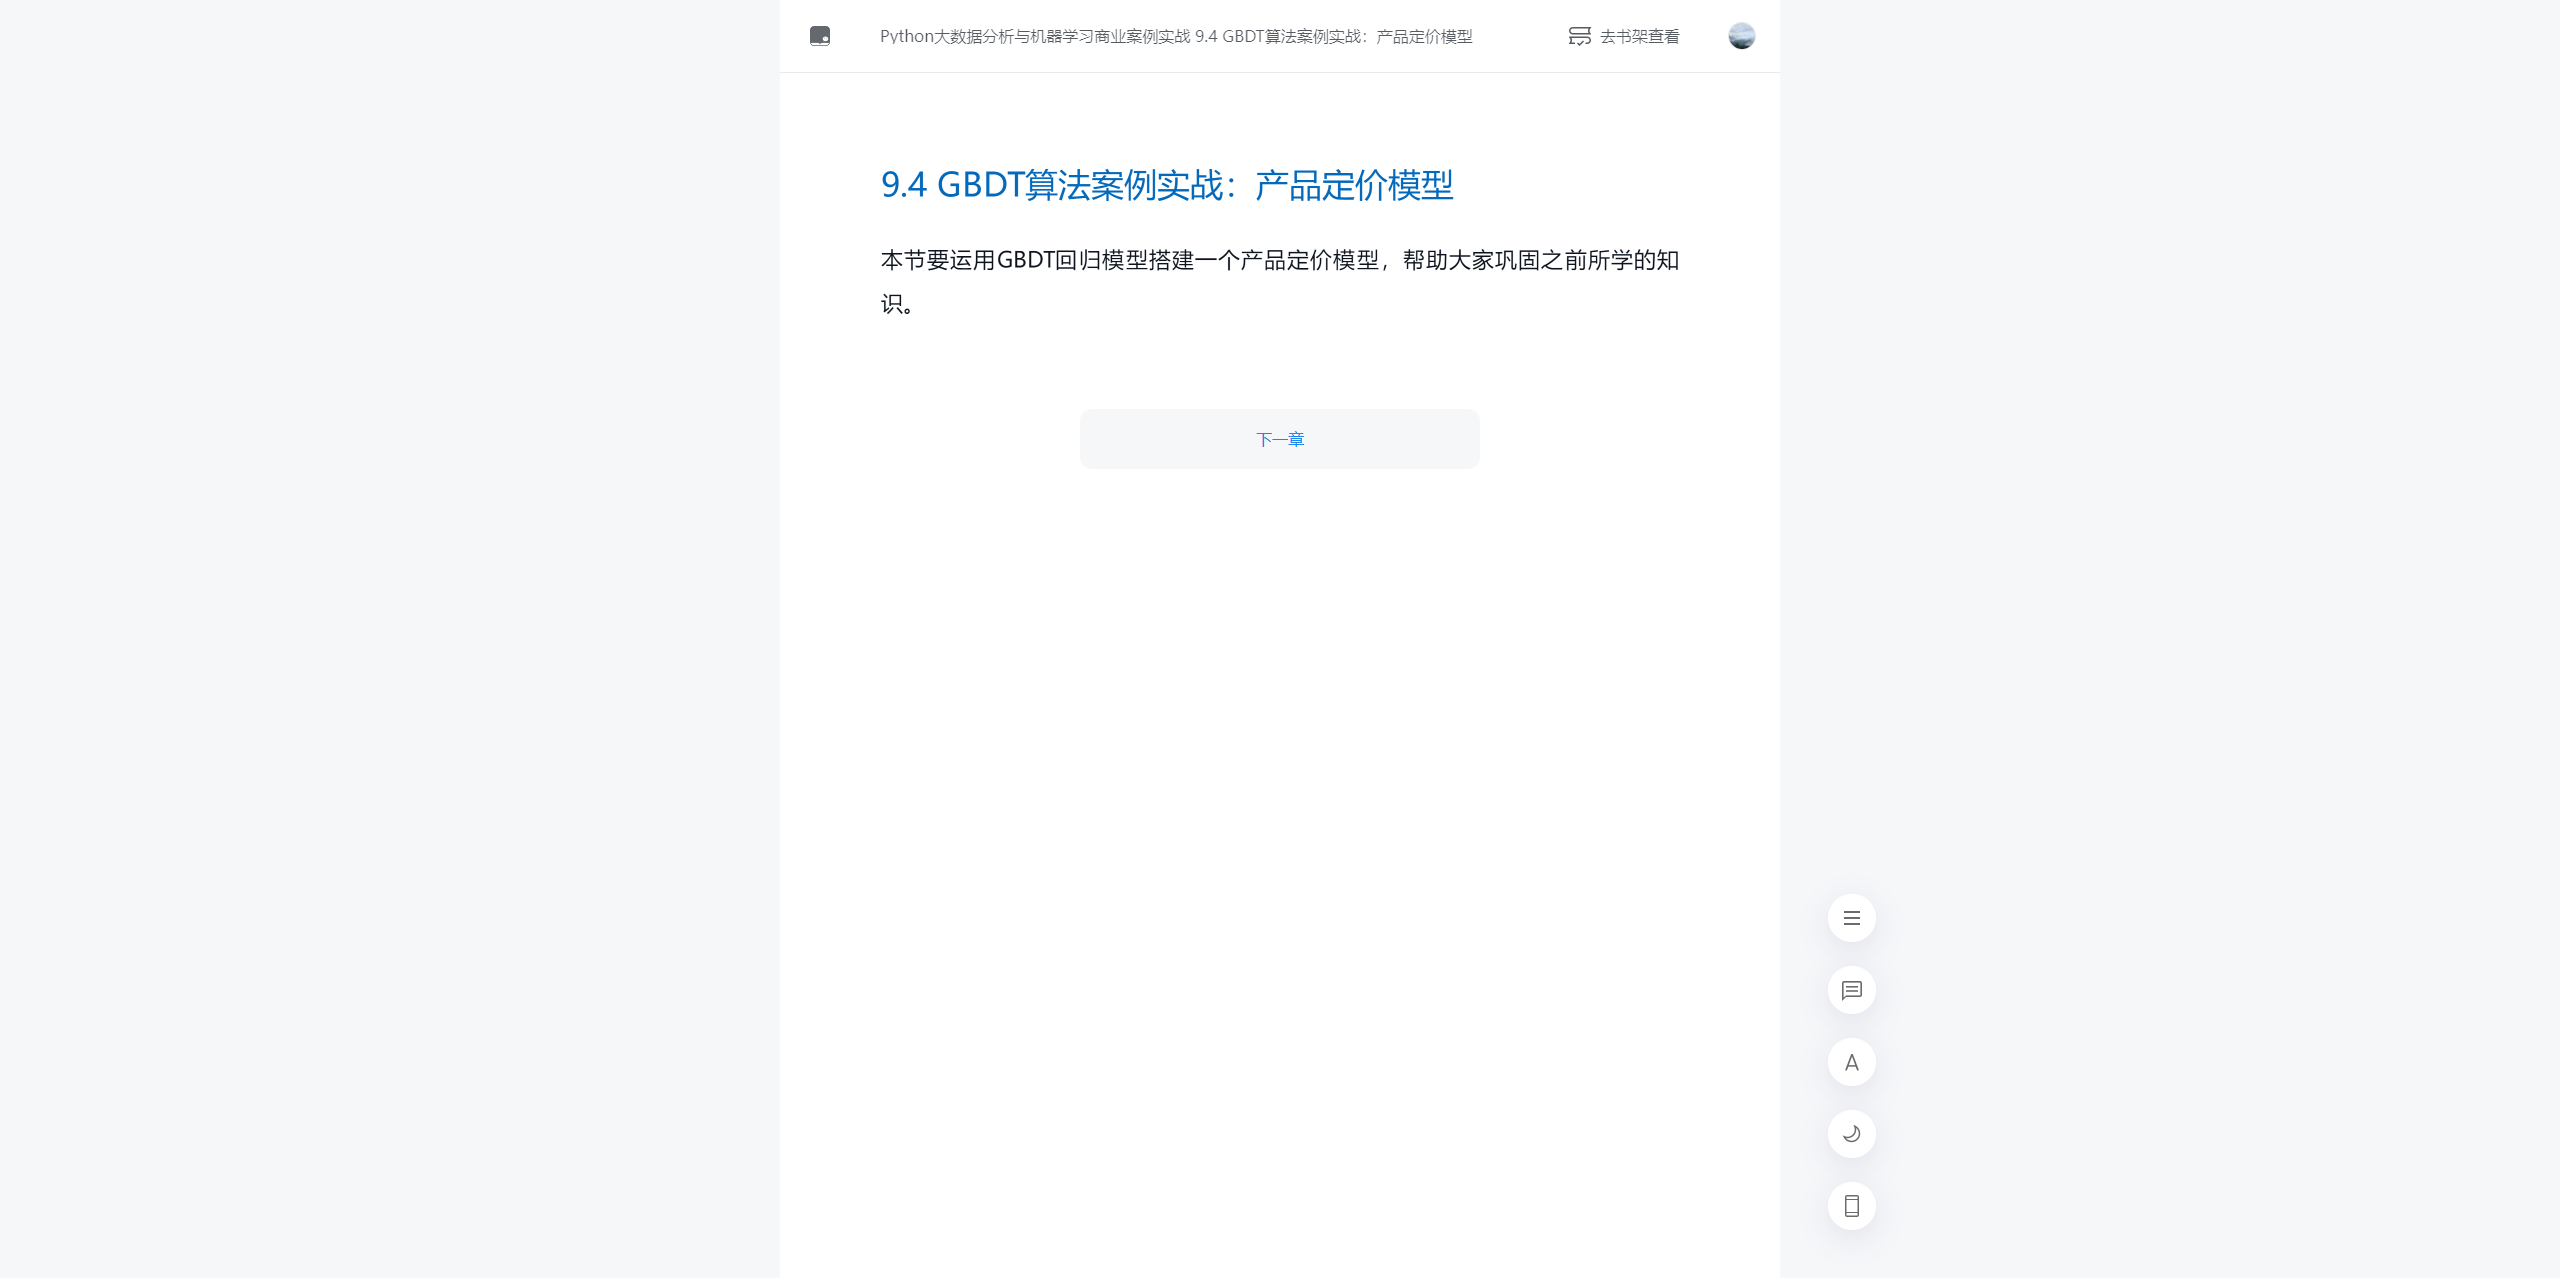 Python大数据分析与机器学习商业案例实战 9.4 GBDT算法案例实战：产品定价模型
去书架查看
9.4 GBDT算法案例实战：产品定价模型
本节要运用GBDT回归模型搭建一个产品定价模型，帮助大家巩固之前所学的知
识。
下一章
A